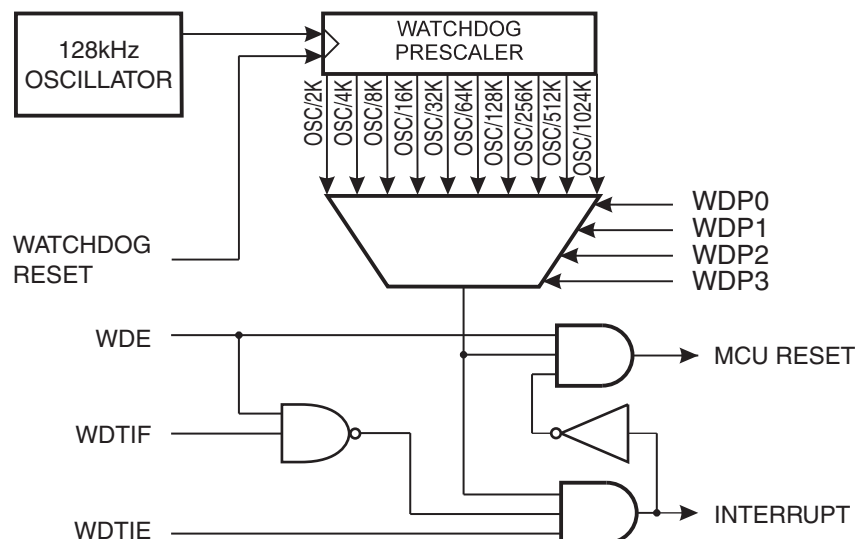 128kHz
OSCILLATOR
WATCHDOG
PRESCALER
OSC/2K
OSC/4K
OSC/8K
OSC/16K
OSC/32K
OSC/64K
OSC/128K
OSC/256K
OSC/512K
OSC/1024K
WDP0
WDP1
WDP2
WDP3
WATCHDOG
RESET
WDE
MCU RESET
WDTIF
INTERRUPT
WDTIE